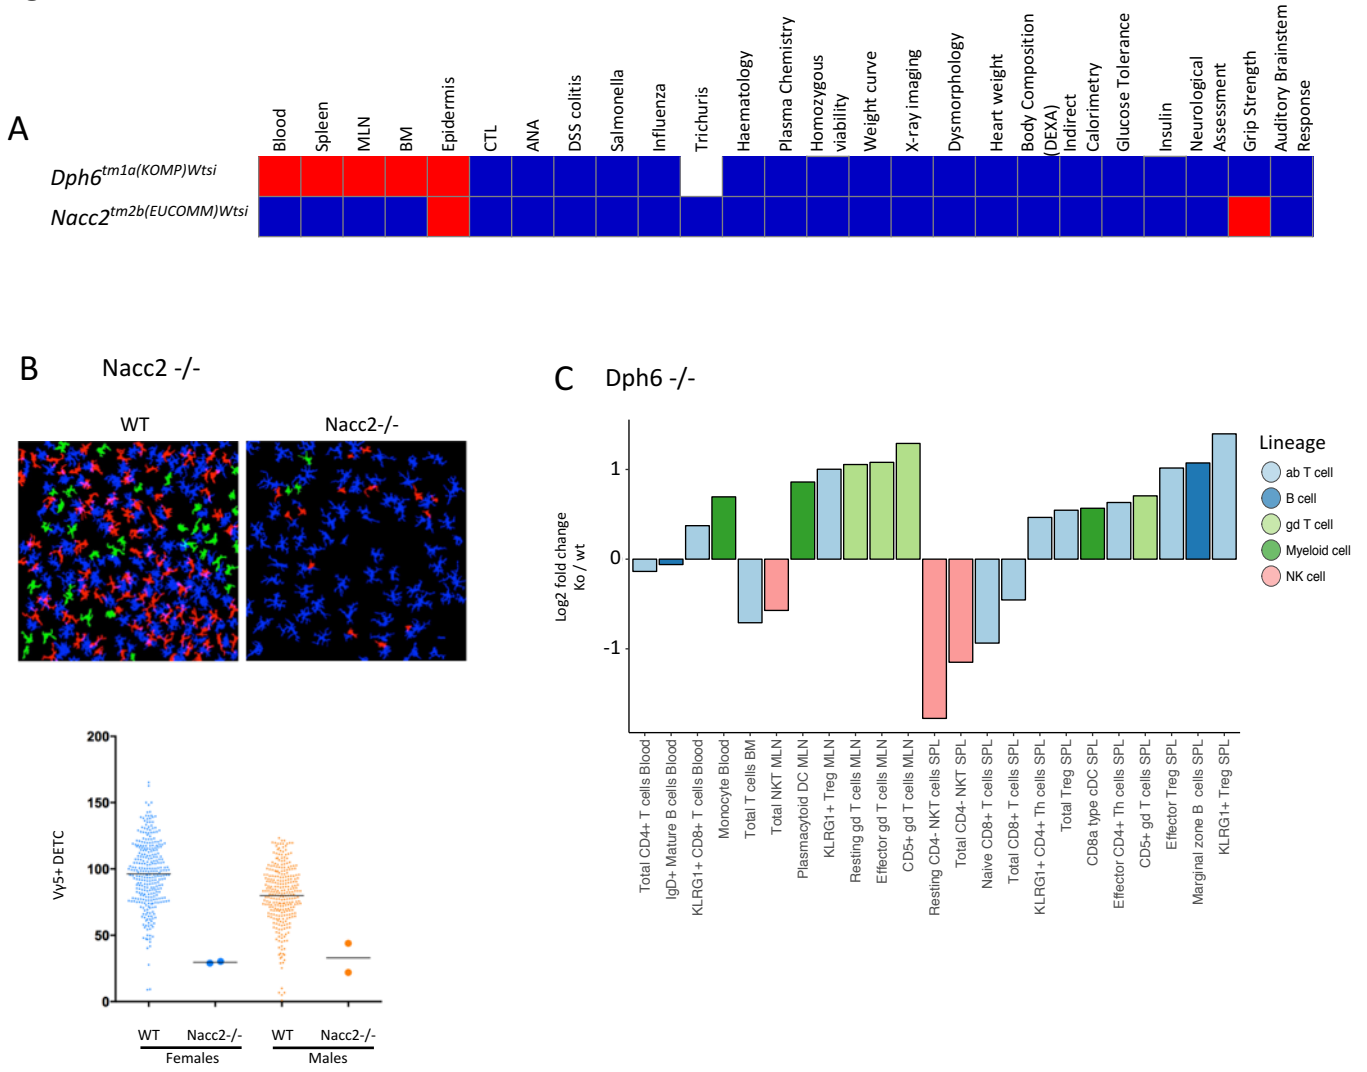 A
Blood
Spleen
MLN
BM
Epidermis
CTL
ANA
DSS colitis
Salmonella
Influenza
Trichuris
Haematology
Plasma Chemistry
Homozygous
viability
Weight curve
X-ray imaging
Dysmorphology
Heart weight
Body Composition
(DEXA)
Indirect
Calorimetry
Glucose Tolerance
Insulin
Neurological
Assessment
Grip Strength
Auditory Brainstem
Response
Dph6tm1a(KOMP)Wtsi
Nacc2tm2b(EUCOMM)Wtsi
B
Nacc2 -/-
WT
Nacc2-/-
200
150
100
50
0
Vγ5+ DETC
WT
Nacc2-/-
WT
Nacc2-/-
Females
Males
C
Dph6 -/-
Log2 fold change
Ko / wt
1
0
-1
Total CD4+ T cells Blood
IgD+ Mature B cells Blood
KLRG1+ CD8+ T cells Blood
Monocyte Blood
Total T cells BM
Total NKT MLN
Plasmacytoid DC MLN
KLRG1+ Treg MLN
Resting gd T cells MLN
Effector gd T cells MLN
CD5+ gd T cells MLN
Resting CD4- NKT cells SPL
Total CD4- NKT SPL
Naive CD8+ T cells SPL
Total CD8+ T cells SPL
KLRG1+ CD4+ Th cells SPL
Total Treg SPL
CD8a type cDC SPL
Effector CD4+ Th cells SPL
CD5+ gd T cells SPL
Effector Treg SPL
Marginal zone B cells SPL
KLRG1+ Treg SPL
Lineage
ab T cell
B cell
gd T cell
Myeloid cell
NK cell